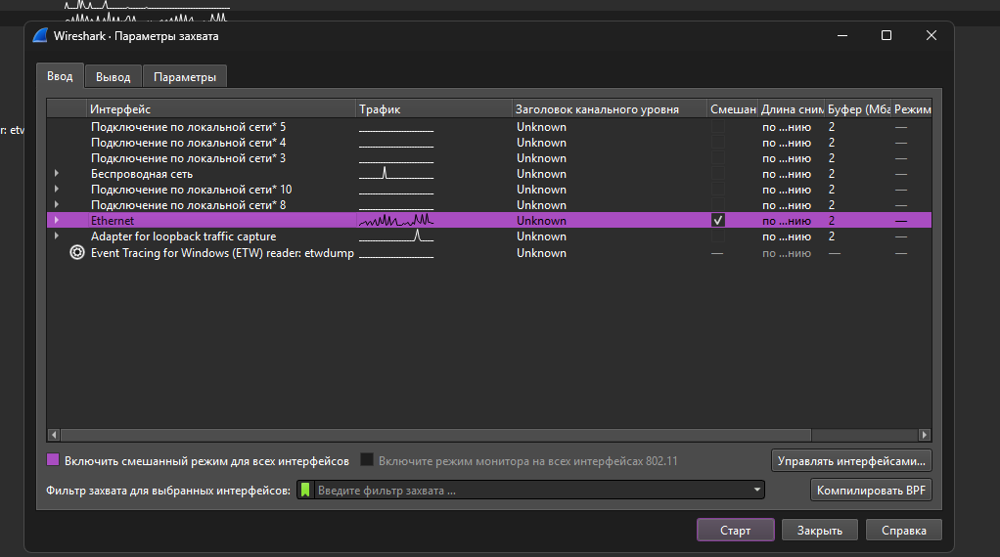 Wireshark · Параметры захвата
Ввод Вывод Параметры
r: etw
Интерфейс Трафик Заголовок канального уровня Смешан Длина сним Буфер (Мба Режим
Подключение по локальной сети* 5 Unknown по ...нию 2 —
Подключение по локальной сети* 4 Unknown по ...нию 2 —
Подключение по локальной сети* 3 Unknown по ...нию 2 —
Беспроводная сеть Unknown по ...нию 2 —
Подключение по локальной сети* 10 Unknown по ...нию 2 —
Подключение по локальной сети* 8 Unknown по ...нию 2 —
Ethernet Unknown по ...нию 2 —
Adapter for loopback traffic capture Unknown по ...нию 2 —
Event Tracing for Windows (ETW) reader: etwdump Unknown — по ...нию — —
Включить смешанный режим для всех интерфейсов Включите режим монитора на всех интерфейсах 802.11 Управлять интерфейсами...
Фильтр захвата для выбранных интерфейсов: Введите фильтр захвата ... Компилировать BPF
Старт Закрыть Справка